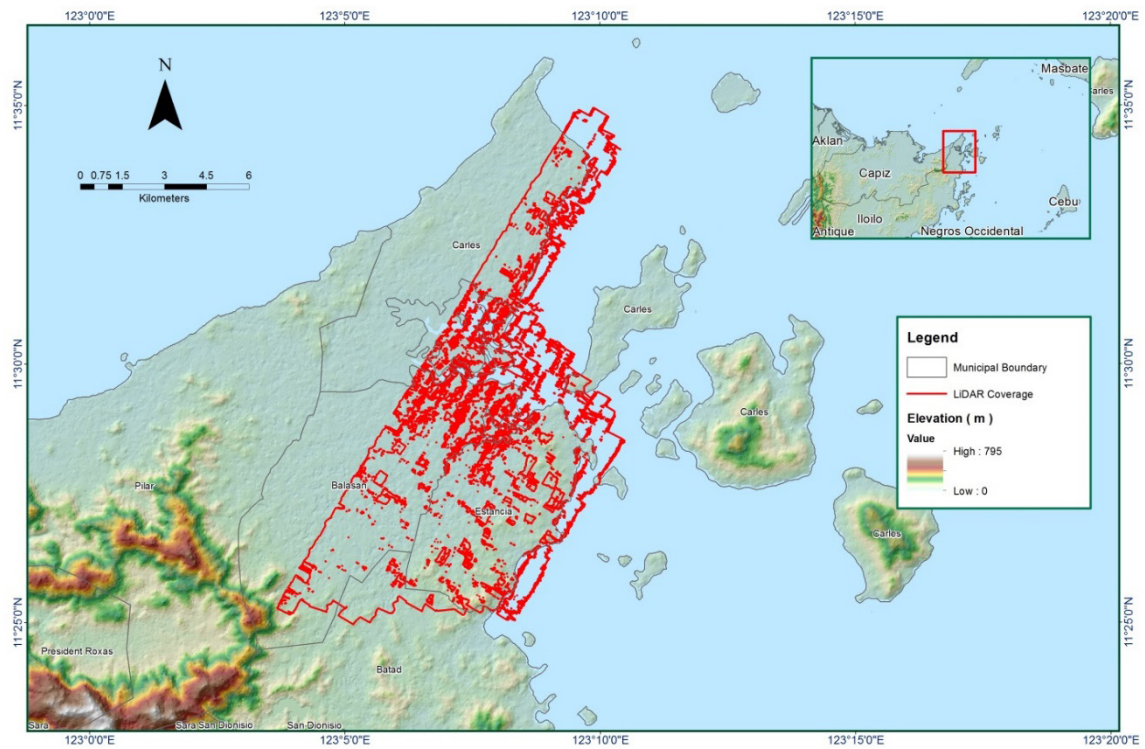 123°0'0"E 123°5'0"E 123°10'0"E 123°15'0"E 123°20'0"E
11°35'0"N 11°35'0"N
N
0 0.75 1.5 3 4.5 6
Kilometers
Masbate
Carles
Aklan
Capiz
Iloilo
Cebu
Antique
Negros Occidental
Carles
Carles
11°30'0"N 11°30'0"N
Legend
Municipal Boundary
LiDAR Coverage
Elevation ( m )
Value
High : 795
Low : 0
Carles
Pilar
Balasan
Estancia
Carles
11°25'0"N 11°25'0"N
President Roxas
Batad
Sara
Sara San Dionisio
San Dionisio
123°0'0"E 123°5'0"E 123°10'0"E 123°15'0"E 123°20'0"E